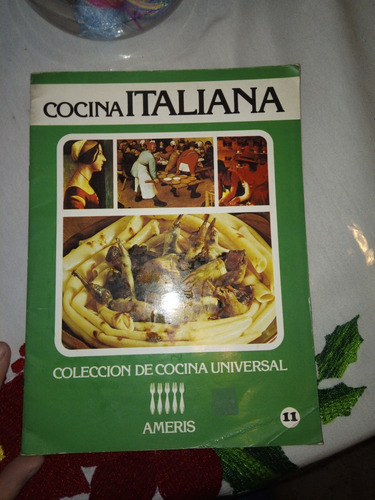 COCINA ITALIANA
COLECCION DE COCINA UNIVERSAL
AMERIS
11